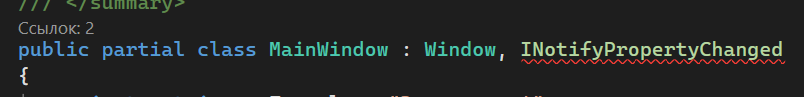 /// </summary>
Ссылок: 2
public partial class MainWindow : Window, INotifyPropertyChanged
{